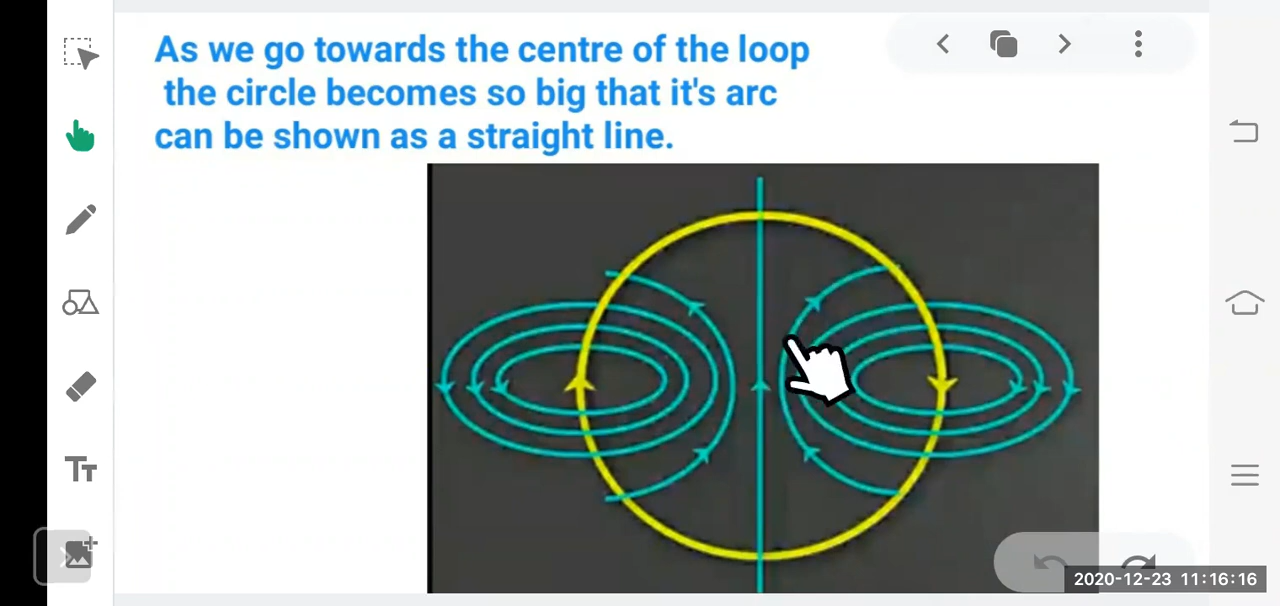 As we go towards the centre of the loop
the circle becomes so big that it's arc
can be shown as a straight line.
TT
2020-12-23 11:16:16